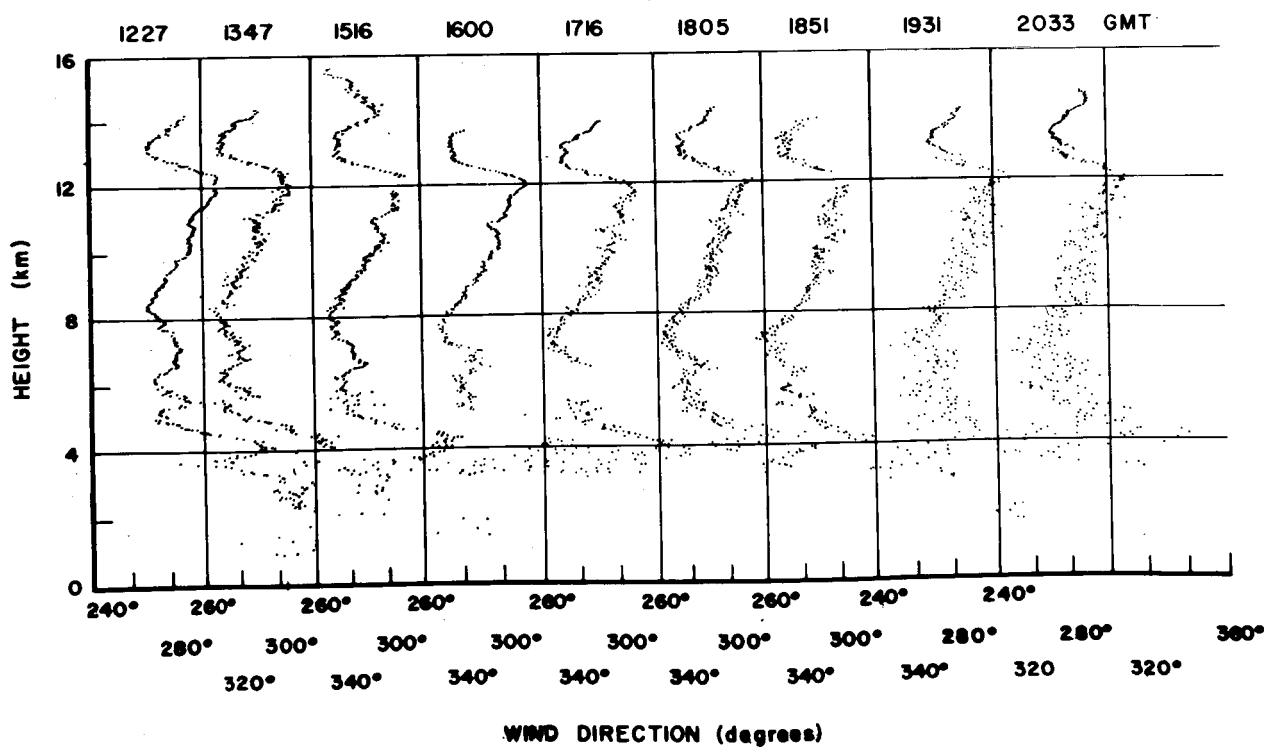 1227 1347 1516 1600 1716 1805 1851 1931 2033 GMT
16
12
8
4
0
HEIGHT (km)
240° 260° 260° 260° 260° 260° 260° 240° 240°
280° 300° 300° 300° 300° 300° 300° 280° 280° 360°
320° 340° 340° 340° 340° 340° 340° 320 320°
WIND DIRECTION (degrees)